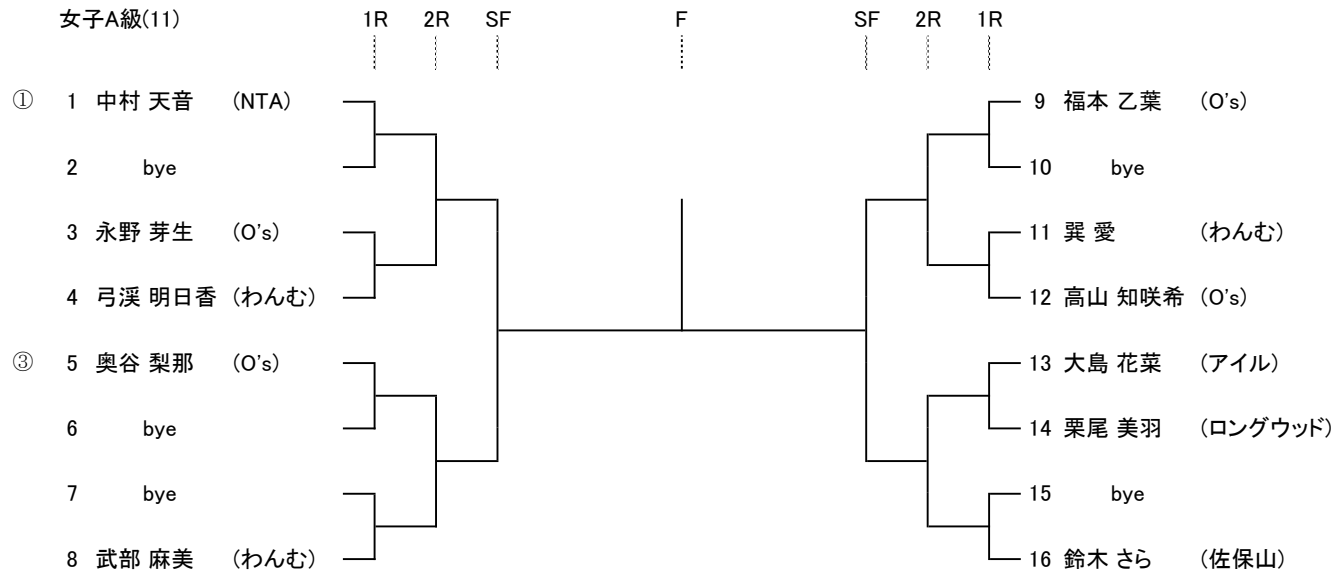 女子A級(11) 1R 2R SF F SF 2R 1R
① 1 中村 天音 (NTA) 9 福本 乙葉 (O's)
2 bye 10 bye
3 永野 芽生 (O's) 11 巽 愛 (わんむ)
4 弓渓 明日香 (わんむ) 12 高山 知咲希 (O's)
③ 5 奥谷 梨那 (O's) 13 大島 花菜 (アイル)
6 bye 14 栗尾 美羽 (ロングウッド)
7 bye 15 bye
8 武部 麻美 (わんむ) 16 鈴木 さら (佐保山)